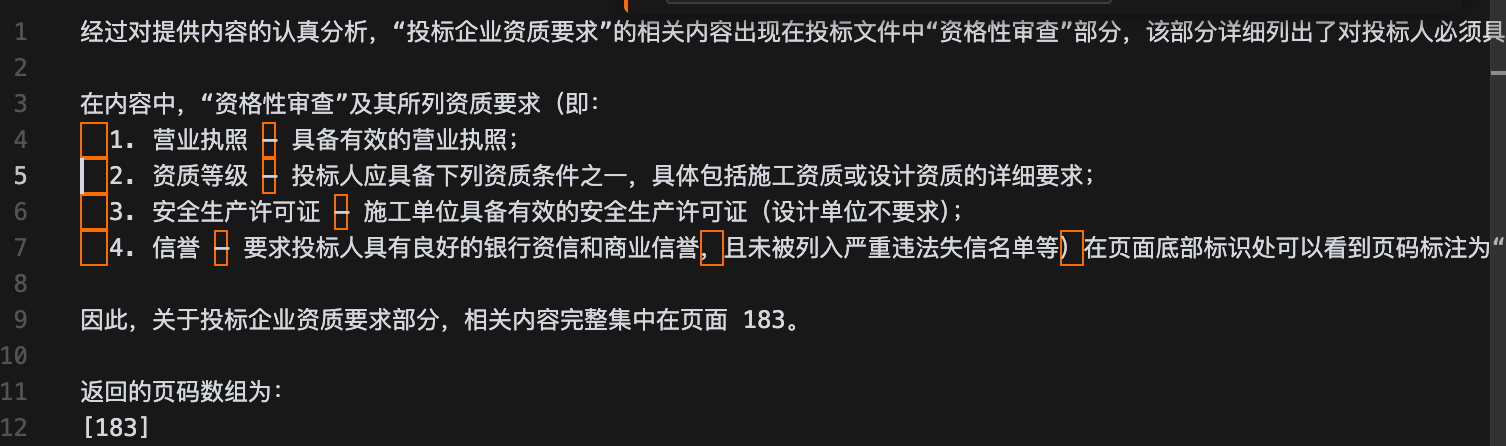 1 经过对提供内容的认真分析，“投标企业资质要求”的相关内容出现在投标文件中“资格性审查”部分，该部分详细列出了对投标人必须具
2
3 在内容中，“资格性审查”及其所列资质要求（即：
4 1. 营业执照 – 具备有效的营业执照；
5 2. 资质等级 – 投标人应具备下列资质条件之一，具体包括施工资质或设计资质的详细要求；
6 3. 安全生产许可证 – 施工单位具备有效的安全生产许可证（设计单位不要求）；
7 4. 信誉 – 要求投标人具有良好的银行资信和商业信誉，且未被列入严重违法失信名单等）在页面底部标识处可以看到页码标注为“
8
9 因此，关于投标企业资质要求部分，相关内容完整集中在页面 183。
10
11 返回的页码数组为：
12 [183]